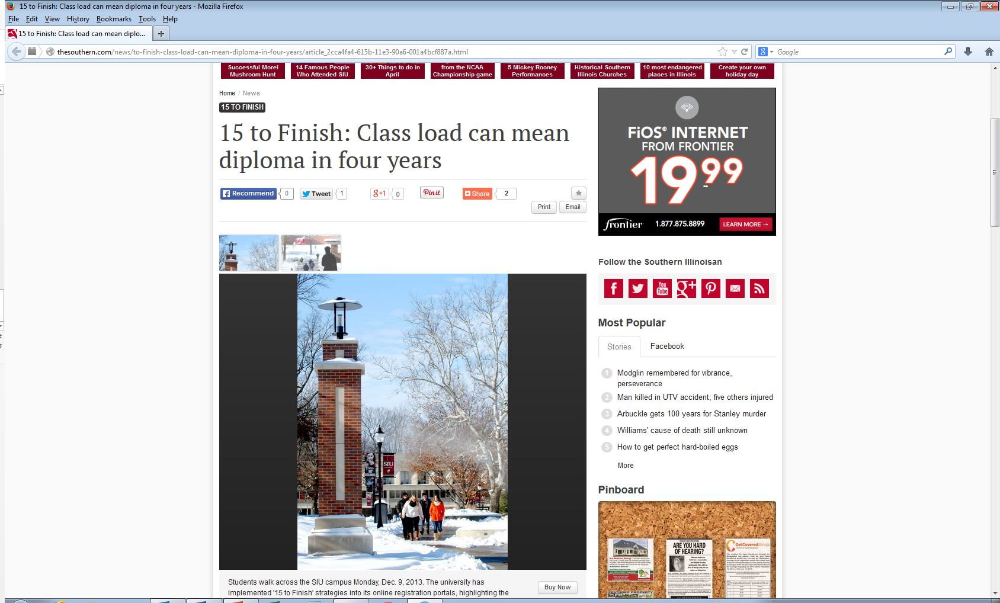 15 to Finish: Class load can mean diploma in four years - Mozilla Firefox
File Edit View History Bookmarks Tools Help
15 to Finish: Class load can mean diplo...
thesouthern.com/news/to-finish-class-load-can-mean-diploma-in-four-years/article_2cca4fa4-615b-11e3-90a6-001a4bcf887a.html
Google
Successful Morel
Mushroom Hunt
14 Famous People
Who Attended SIU
30+ Things to do in
April
from the NCAA
Championship game
5 Mickey Rooney
Performances
Historical Southern
Illinois Churches
10 most endangered
places in Illinois
Create your own
holiday day
Home / News
15 TO FINISH
15 to Finish: Class load can mean
diploma in four years
Recommend 0 Tweet 1 g+1 0 Pin it Share 2
Print Email
SIU
Students walk across the SIU campus Monday, Dec. 9, 2013. The university has
implemented '15 to Finish' strategies into its online registration portals, highlighting the
Buy Now
FiOS® INTERNET
FROM FRONTIER
19.99
frontier 1.877.875.8899 LEARN MORE →
Follow the Southern Illinoisan
You
Tube
g+
Most Popular
Stories Facebook
1 Modglin remembered for vibrance,
perseverance
2 Man killed in UTV accident; five others injured
3 Arbuckle gets 100 years for Stanley murder
4 Williams' cause of death still unknown
5 How to get perfect hard-boiled eggs
More
Pinboard
ARE YOU HARD
OF HEARING?
GetCoveredIllinois
FEATURED PROPERTY